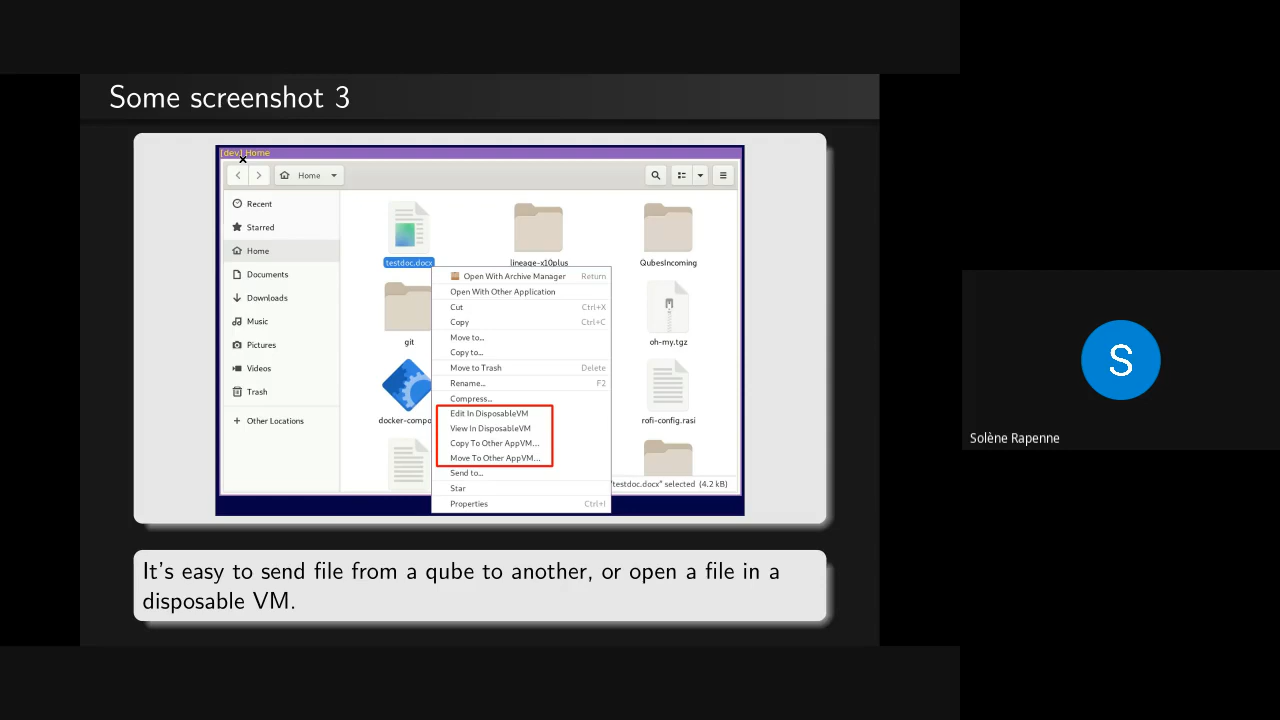 Some screenshot 3
[dev] Home
Home
Recent
Starred
Home
Documents
Downloads
Music
Pictures
Videos
Trash
Other Locations
testdoc.docx
lineage-x10plus
QubesIncoming
git
oh-my.tgz
docker-compo
rofi-config.rasi
Open With Archive Manager Return
Open With Other Application
Cut Ctrl+X
Copy Ctrl+C
Move to...
Copy to...
Move to Trash Delete
Rename... F2
Compress...
Edit In DisposableVM
View In DisposableVM
Copy To Other AppVM...
Move To Other AppVM...
Send to...
Star
Properties Ctrl+I
"testdoc.docx" selected (4.2 kB)
It's easy to send file from a qube to another, or open a file in a
disposable VM.
S
Solène Rapenne